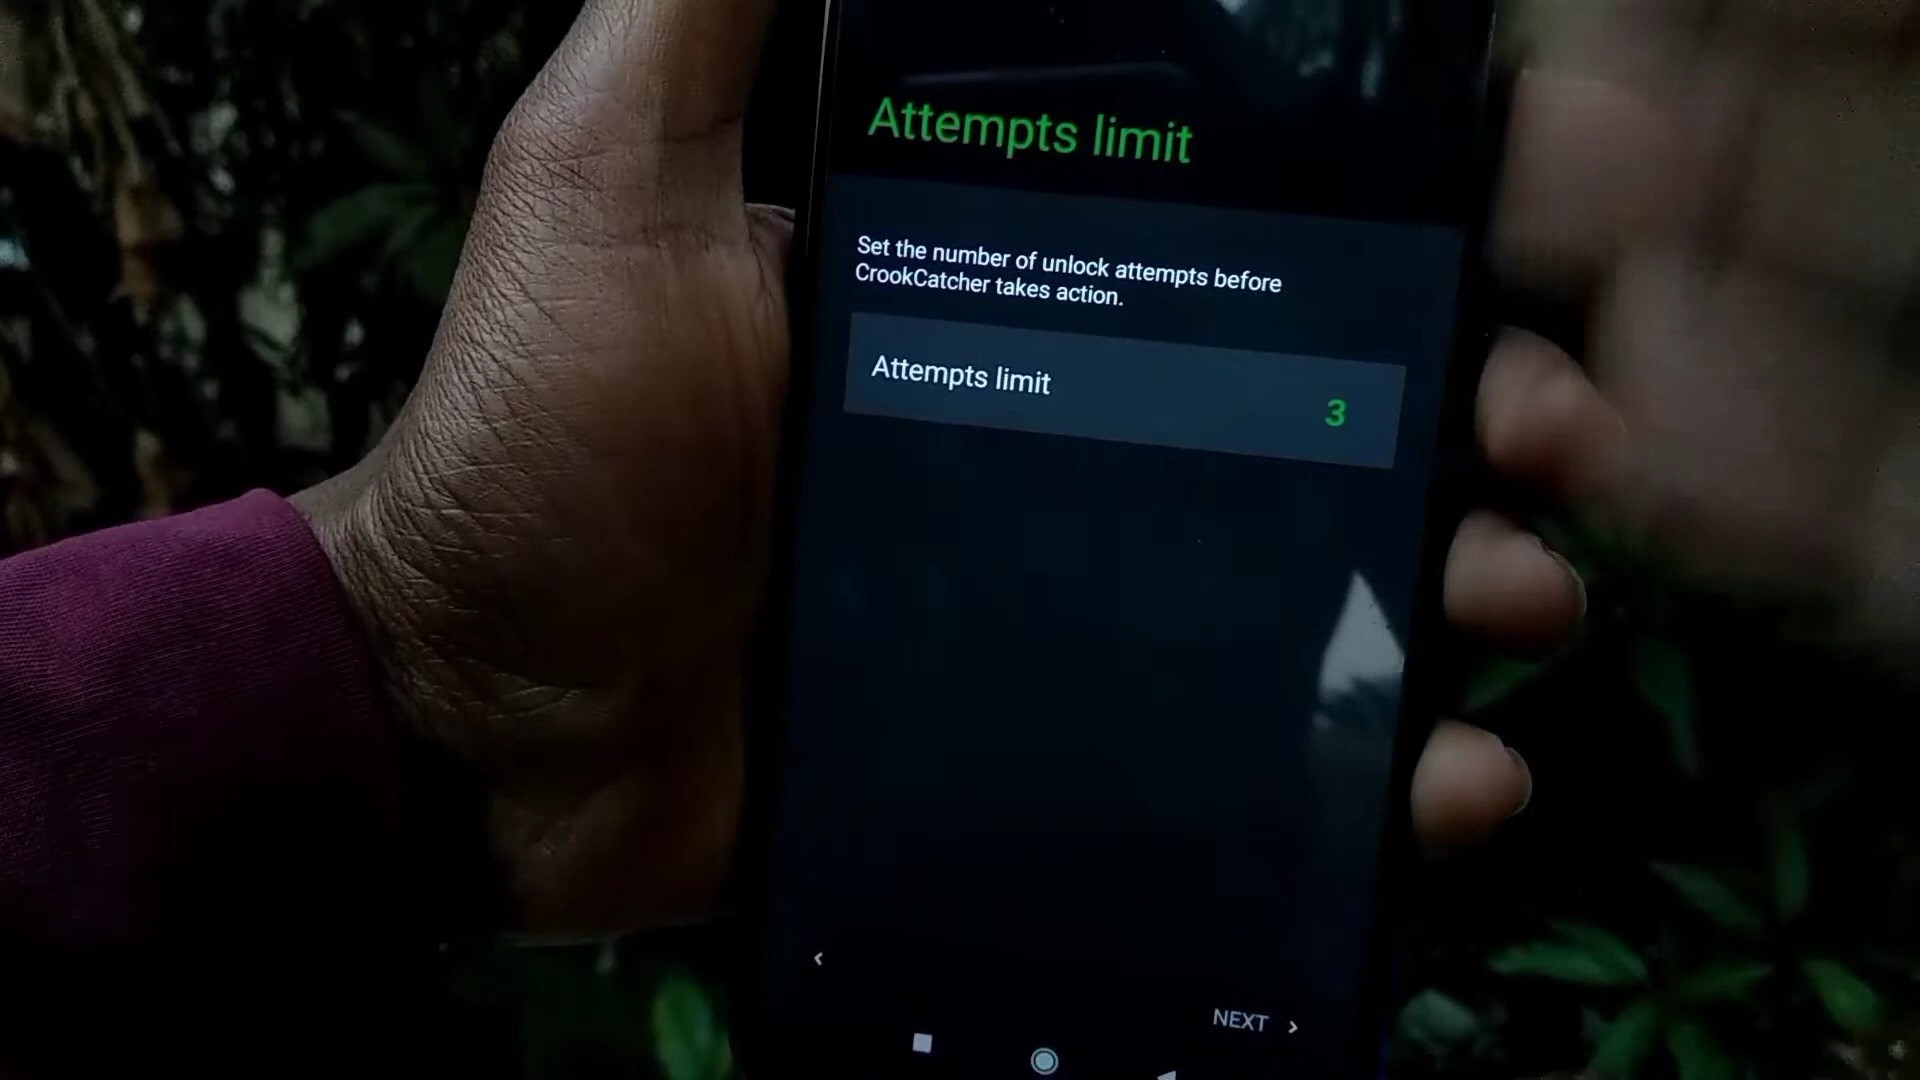 Attempts limit
Set the number of unlock attempts before
CrookCatcher takes action.
Attempts limit
3
NEXT